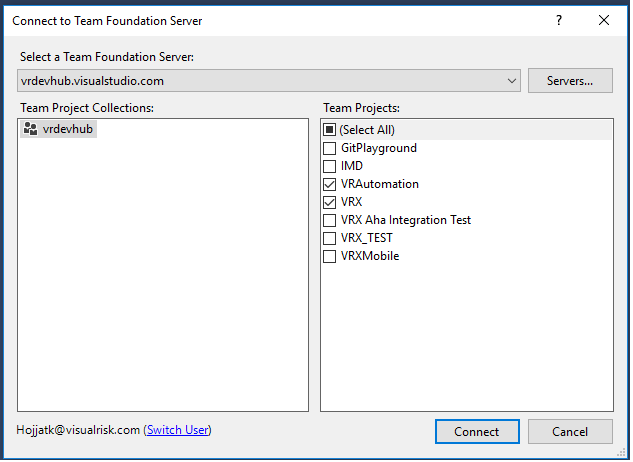 Connect to Team Foundation Server
?
Select a Team Foundation Server:
vrdevhub.visualstudio.com
Servers...
Team Project Collections:
vrdevhub
Team Projects:
(Select All)
GitPlayground
IMD
VRAutomation
VRX
VRX Aha Integration Test
VRX_TEST
VRXMobile
Hojjatk@visualrisk.com (Switch User)
Connect
Cancel